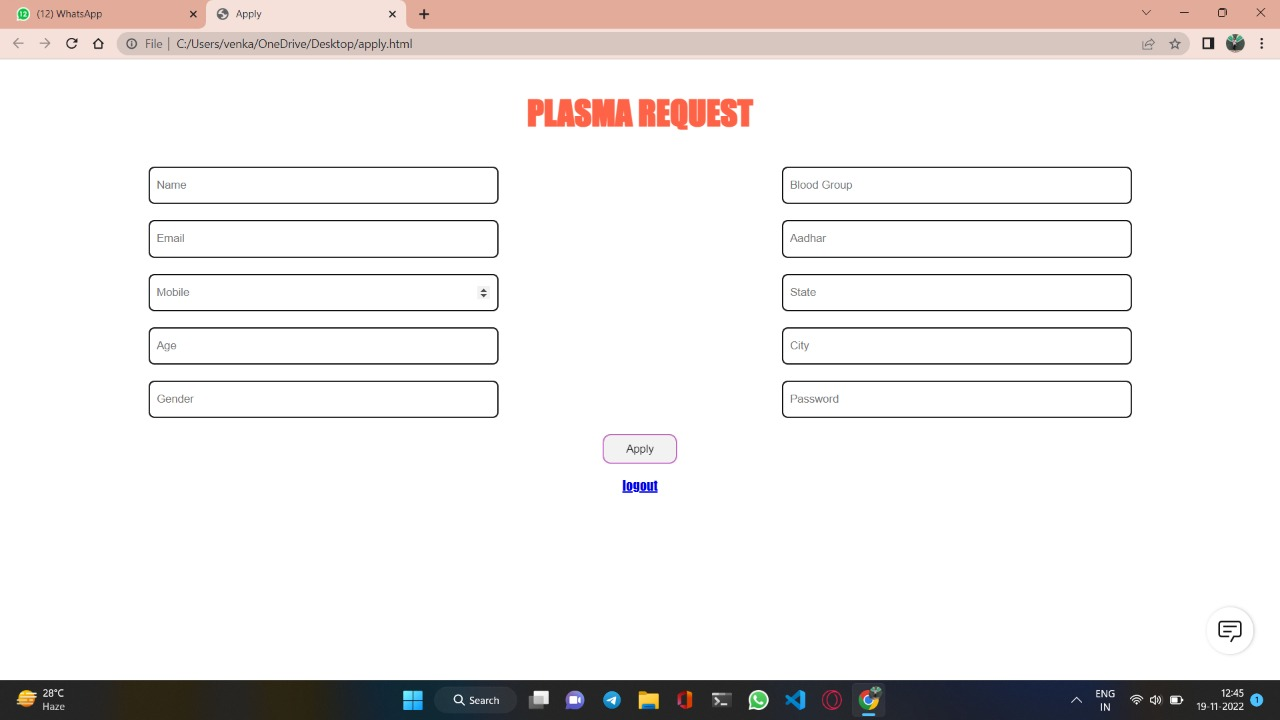 (12) WhatsApp
Apply
File | C:/Users/venka/OneDrive/Desktop/apply.html
PLASMA REQUEST
Name
Blood Group
Email
Aadhar
Mobile
State
Age
City
Gender
Password
Apply
logout
28°C
Haze
Search
ENG
IN
12:45
19-11-2022
1